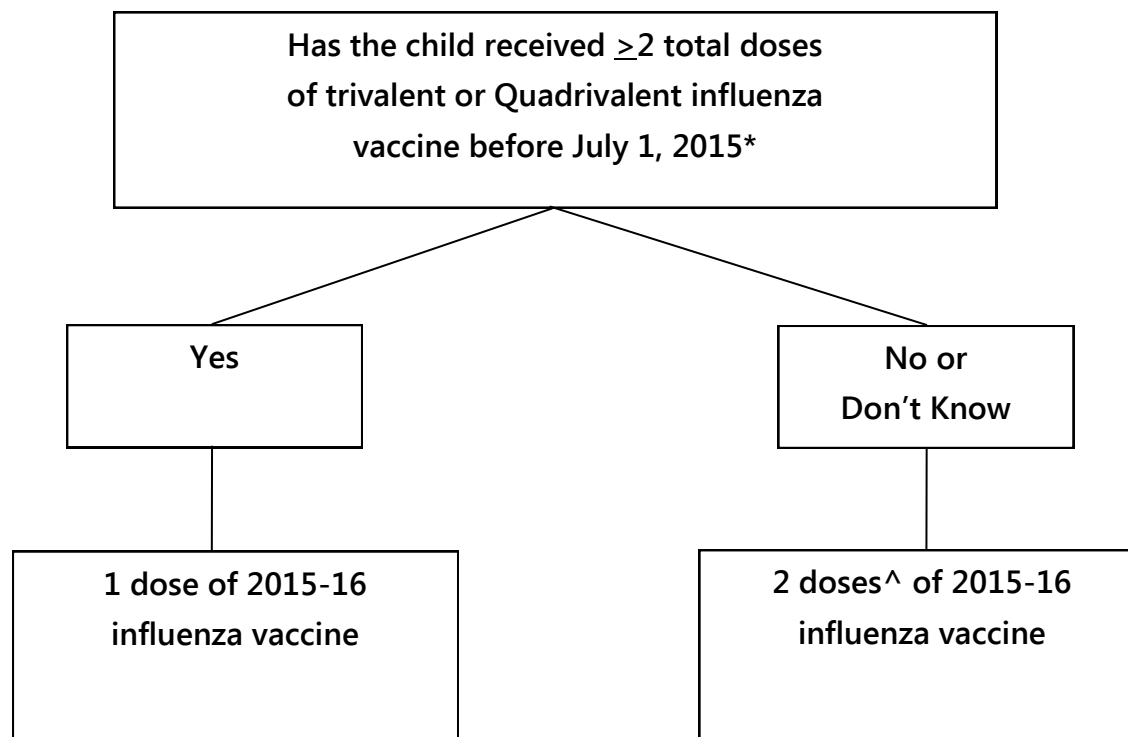 Has the child received ≥2 total doses
of trivalent or Quadrivalent influenza
vaccine before July 1, 2015*
Yes
No or
Don’t Know
1 dose of 2015-16
influenza vaccine
2 doses^ of 2015-16
influenza vaccine